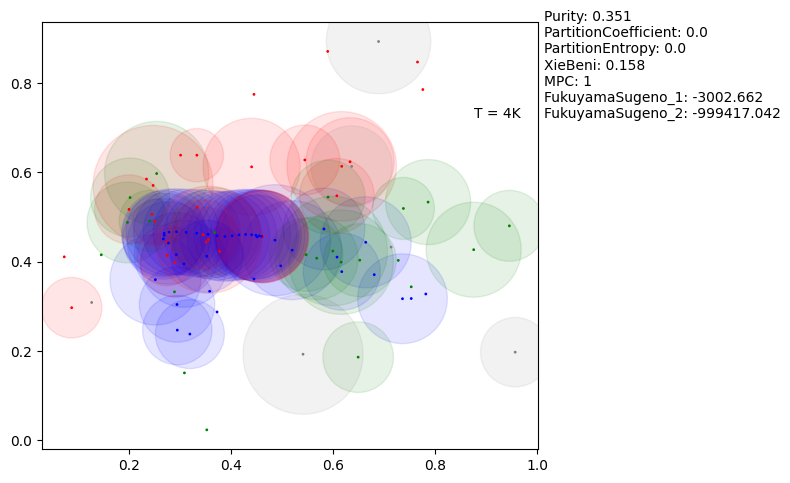 Purity: 0.351
PartitionCoefficient: 0.0
PartitionEntropy: 0.0
XieBeni: 0.158
MPC: 1
FukuyamaSugeno_1: -3002.662
FukuyamaSugeno_2: -999417.042
T = 4K
0.8
0.6
0.4
0.2
0.0
0.2
0.4
0.6
0.8
1.0